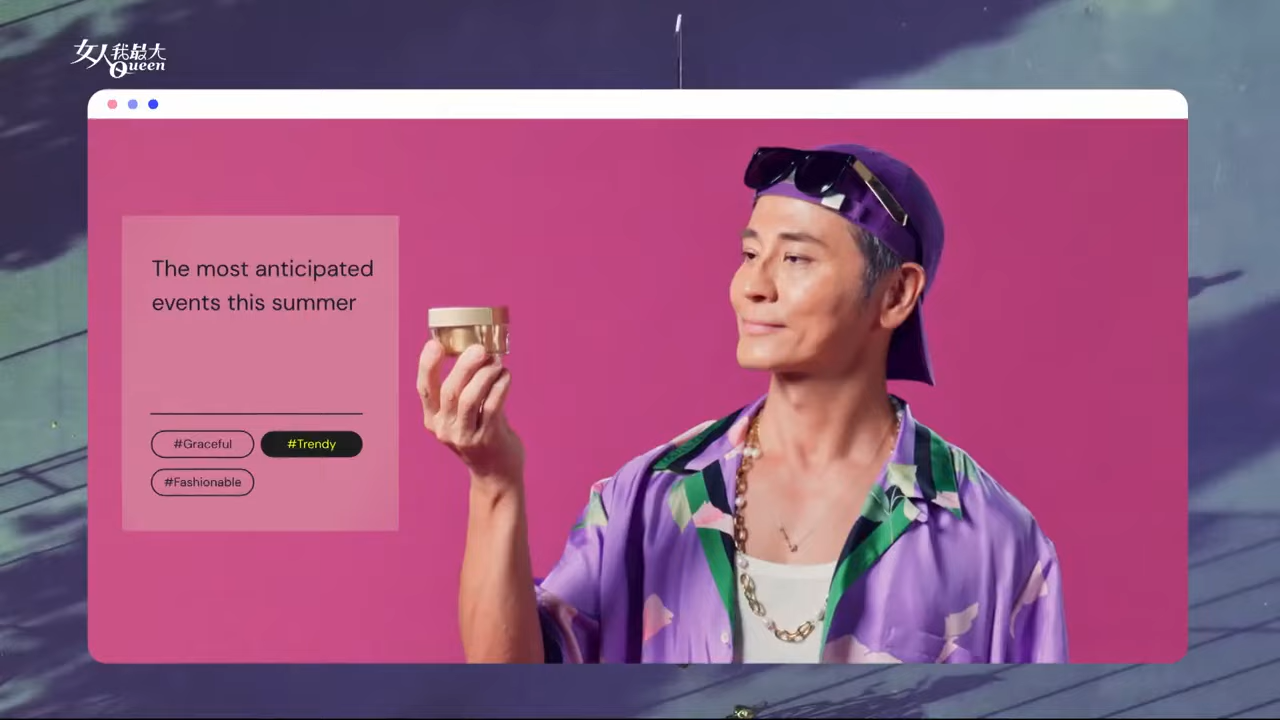 女人我最大
Queen
The most anticipated
events this summer
#Graceful
#Trendy
#Fashionable